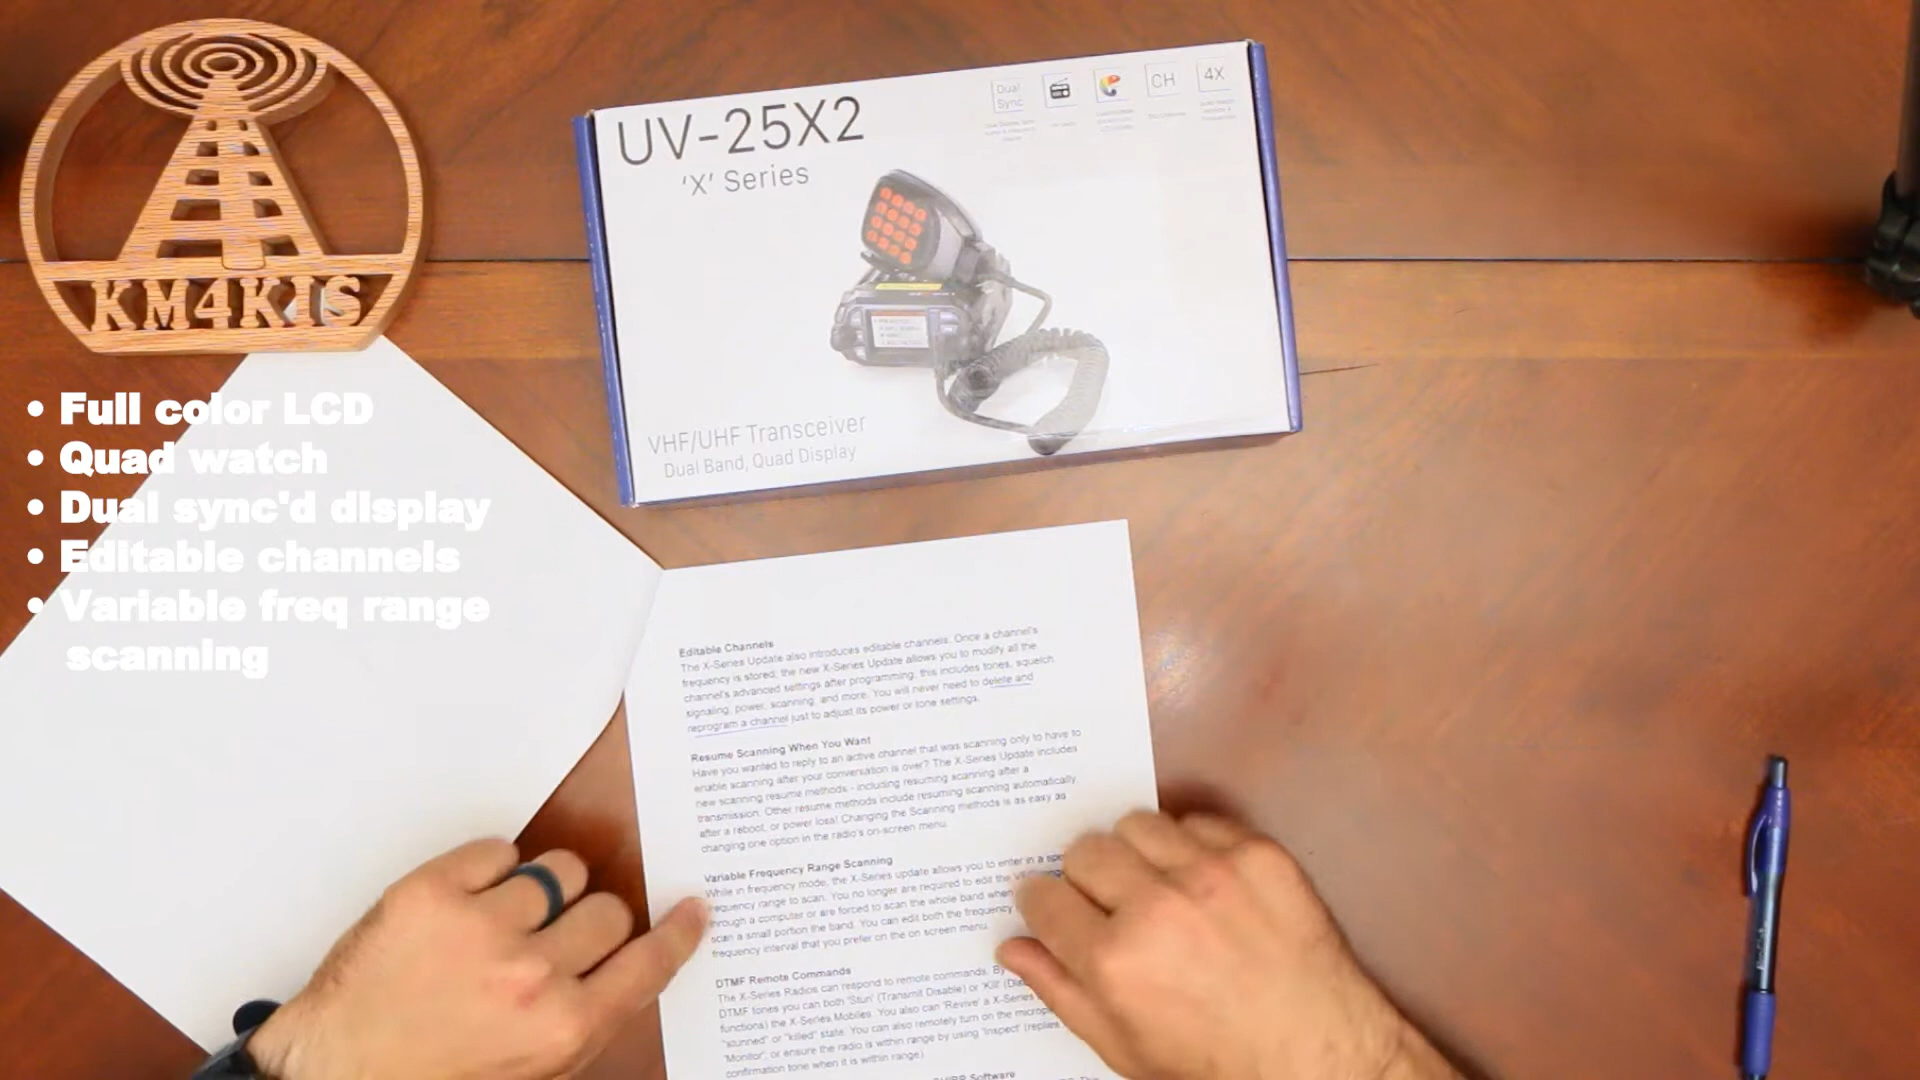 KM4KIS
• Full color LCD
• Quad watch
• Dual sync'd display
• Editable channels
• Variable freq range
scanning
UV-25X2
'X' Series
Dual
Sync
CH
4X
VHF/UHF Transceiver
Dual Band, Quad Display
Editable Channels
The X-Series Update also introduces editable channels. Once a channel's
frequency is stored, the new X-Series Update allows you to modify all the
channel's advanced settings after programming, this includes tones, squelch
signaling, power, scanning, and more. You will never need to delete and
reprogram a channel just to adjust its power or tone settings.
Resume Scanning When You Want
Have you wanted to reply to an active channel that was scanning only to have to
enable scanning after your conversation is over? The X-Series Update includes
new scanning resume methods - including resuming scanning after a
transmission. Other resume methods include resuming scanning automatically
after a reboot, or power loss! Changing the Scanning methods is as easy as
changing one option in the radio's on-screen menu.
Variable Frequency Range Scanning
While in frequency mode, the X-Series update allows you to enter in a
frequency range to scan. You no longer are required to edit the
through a computer or are forced to scan the whole band when
scan a small portion the band. You can edit both the frequency
frequency interval that you prefer on the on screen menu.
DTMF Remote Commands
The X-Series Radios can respond to remote commands. By
DTMF tones you can both 'Stun' (Transmit Disable) or 'Kill'
functions) the X-Series Mobiles. You also can 'Revive' a X-Series
"stunned" or "killed" state. You can also remotely turn on the
'Monitor', or ensure the radio is within range by using 'Inspect' (replies
confirmation tone when it is within range).
Software